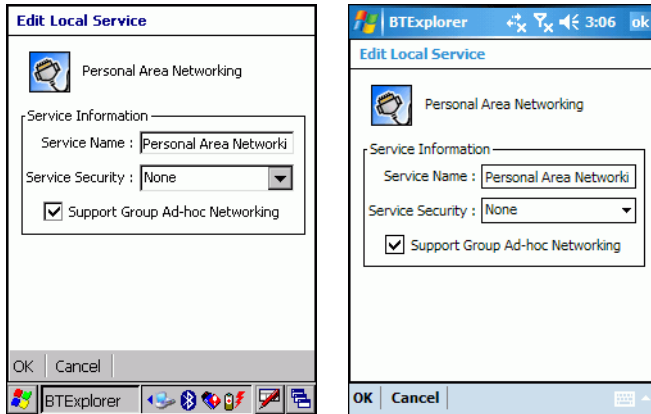 Edit Local Service
Personal Area Networking
Service Information
Service Name : Personal Area Networki
Service Security : None
Support Group Ad-hoc Networking
OK Cancel
BTExplorer
BTExplorer 3:06 ok
Edit Local Service
Personal Area Networking
Service Information
Service Name : Personal Area Networki
Service Security : None
Support Group Ad-hoc Networking
OK Cancel